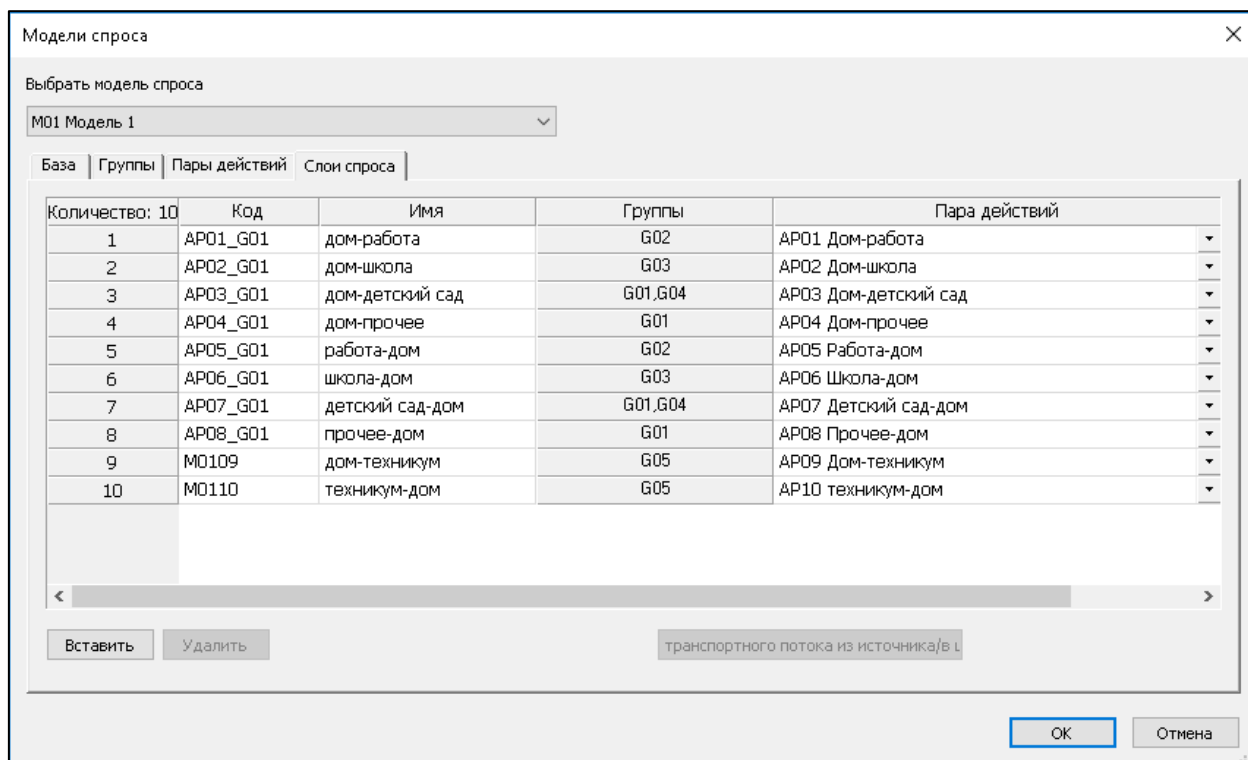 Модели спроса
Выбрать модель спроса
M01 Модель 1
База Группы Пары действий Слои спроса
Количество: 10 Код Имя Группы Пара действий
1 AP01_G01 дом-работа G02 AP01 Дом-работа
2 AP02_G01 дом-школа G03 AP02 Дом-школа
3 AP03_G01 дом-детский сад G01,G04 AP03 Дом-детский сад
4 AP04_G01 дом-прочее G01 AP04 Дом-прочее
5 AP05_G01 работа-дом G02 AP05 Работа-дом
6 AP06_G01 школа-дом G03 AP06 Школа-дом
7 AP07_G01 детский сад-дом G01,G04 AP07 Детский сад-дом
8 AP08_G01 прочее-дом G01 AP08 Прочее-дом
9 M0109 дом-техникум G05 AP09 Дом-техникум
10 M0110 техникум-дом G05 AP10 техникум-дом
Вставить Удалить транспортного потока из источника/в ц
OK Отмена